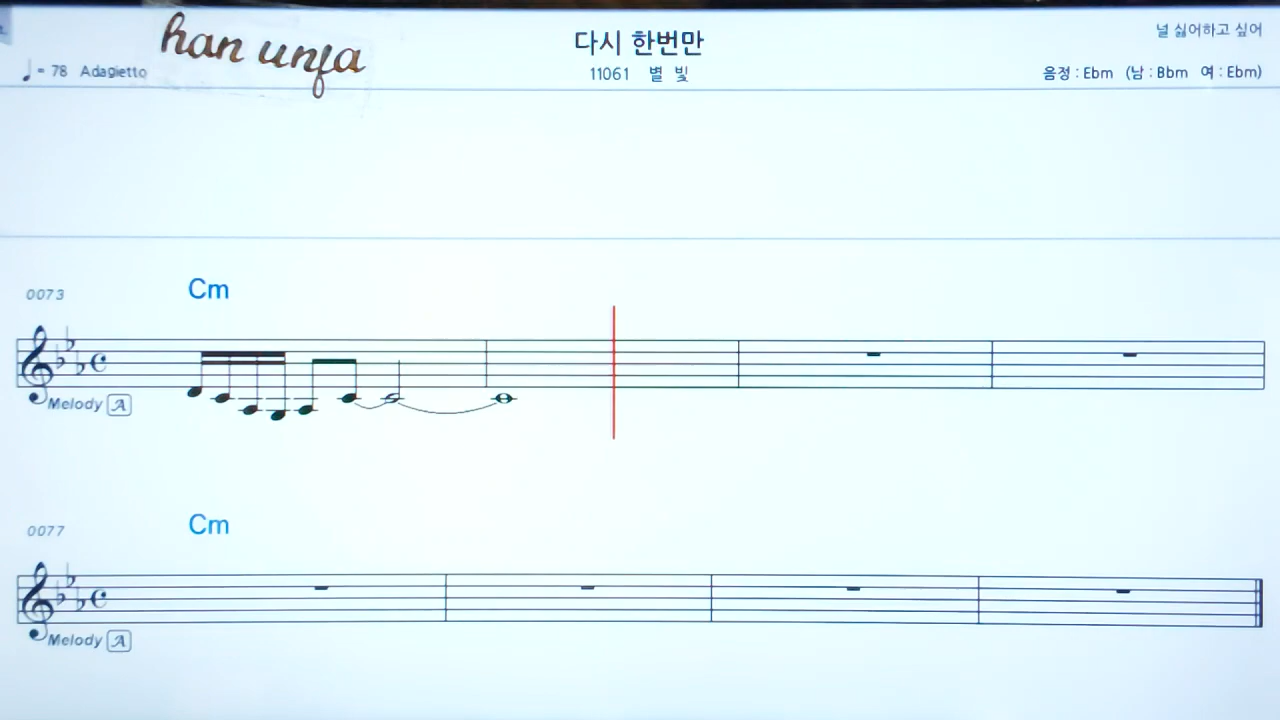 han unfa
다시 한번만
널 싫어하고 싶어
♩= 78 Adagietto
11061 별 빛
음정 : Ebm (남 : Bbm 여 : Ebm)
0073
Cm
Melody A
0077
Cm
Melody A